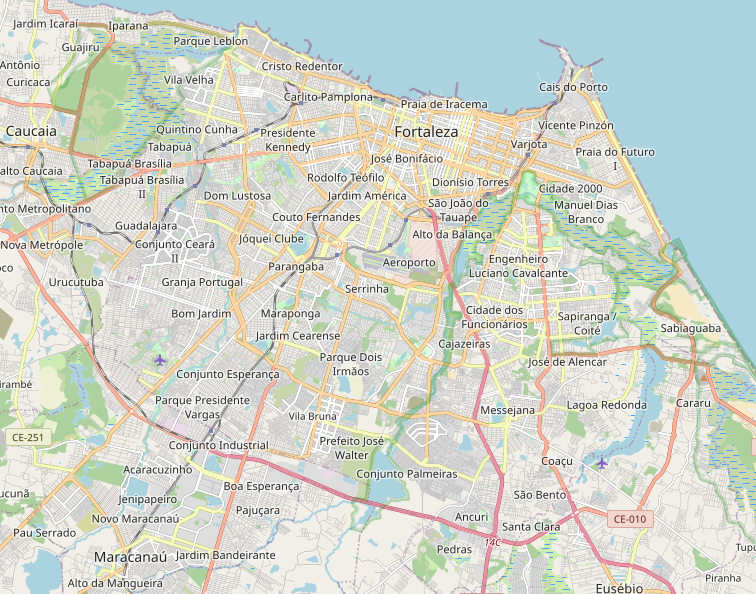 Jardim Icaraí
Iparana
Guajiru
Parque Leblon
Antônio
Curicaca
Vila Velha
Cristo Redentor
Cais do Porto
Carlito Pamplona
Praia de Iracema
Caucaia
Quintino Cunha
Presidente
Kennedy
Fortaleza
Vicente Pinzón
Tabapuá
Varjota
Praia do Futuro
I
José Bonifácio
Tabapuá Brasília
alto Caucaia
Tabapuá Brasília
II
Rodolfo Teófilo
Dionísio Torres
Cidade 2000
Dom Lustosa
Jardim América
São João do
Tauape
Manuel Dias
Branco
nto Metropolitano
Couto Fernandes
Guadalajara
Alto da Balança
Nova Metrópole
Conjunto Ceará
II
Jóquei Clube
oco
Parangaba
Aeroporto
Engenheiro
Luciano Cavalcante
Urucutuba
Granja Portugal
Serrinha
Bom Jardim
Maraponga
Cidade dos
Funcionários
Sapiranga /
Coité
Sabiaguaba
Jardim Cearense
Cajazeiras
Parque Dois
Irmãos
José de Alencar
Conjunto Esperança
irambé
Parque Presidente
Vargas
Vila Bruna
Messejana
Lagoa Redonda
Cararu
CE-251
Conjunto Industrial
Prefeito José
Walter
Acaracuzinho
Conjunto Palmeiras
Coaçu
ucunã
Jenipapeiro
Boa Esperança
São Bento
Pajuçara
Novo Maracanaú
Ancuri
CE-010
Pau Serrado
Santa Clara
14C
Maracanaú
Jardim Bandeirante
Pedras
Tupu
Alto da Mangueira
Piranha
Eusébio